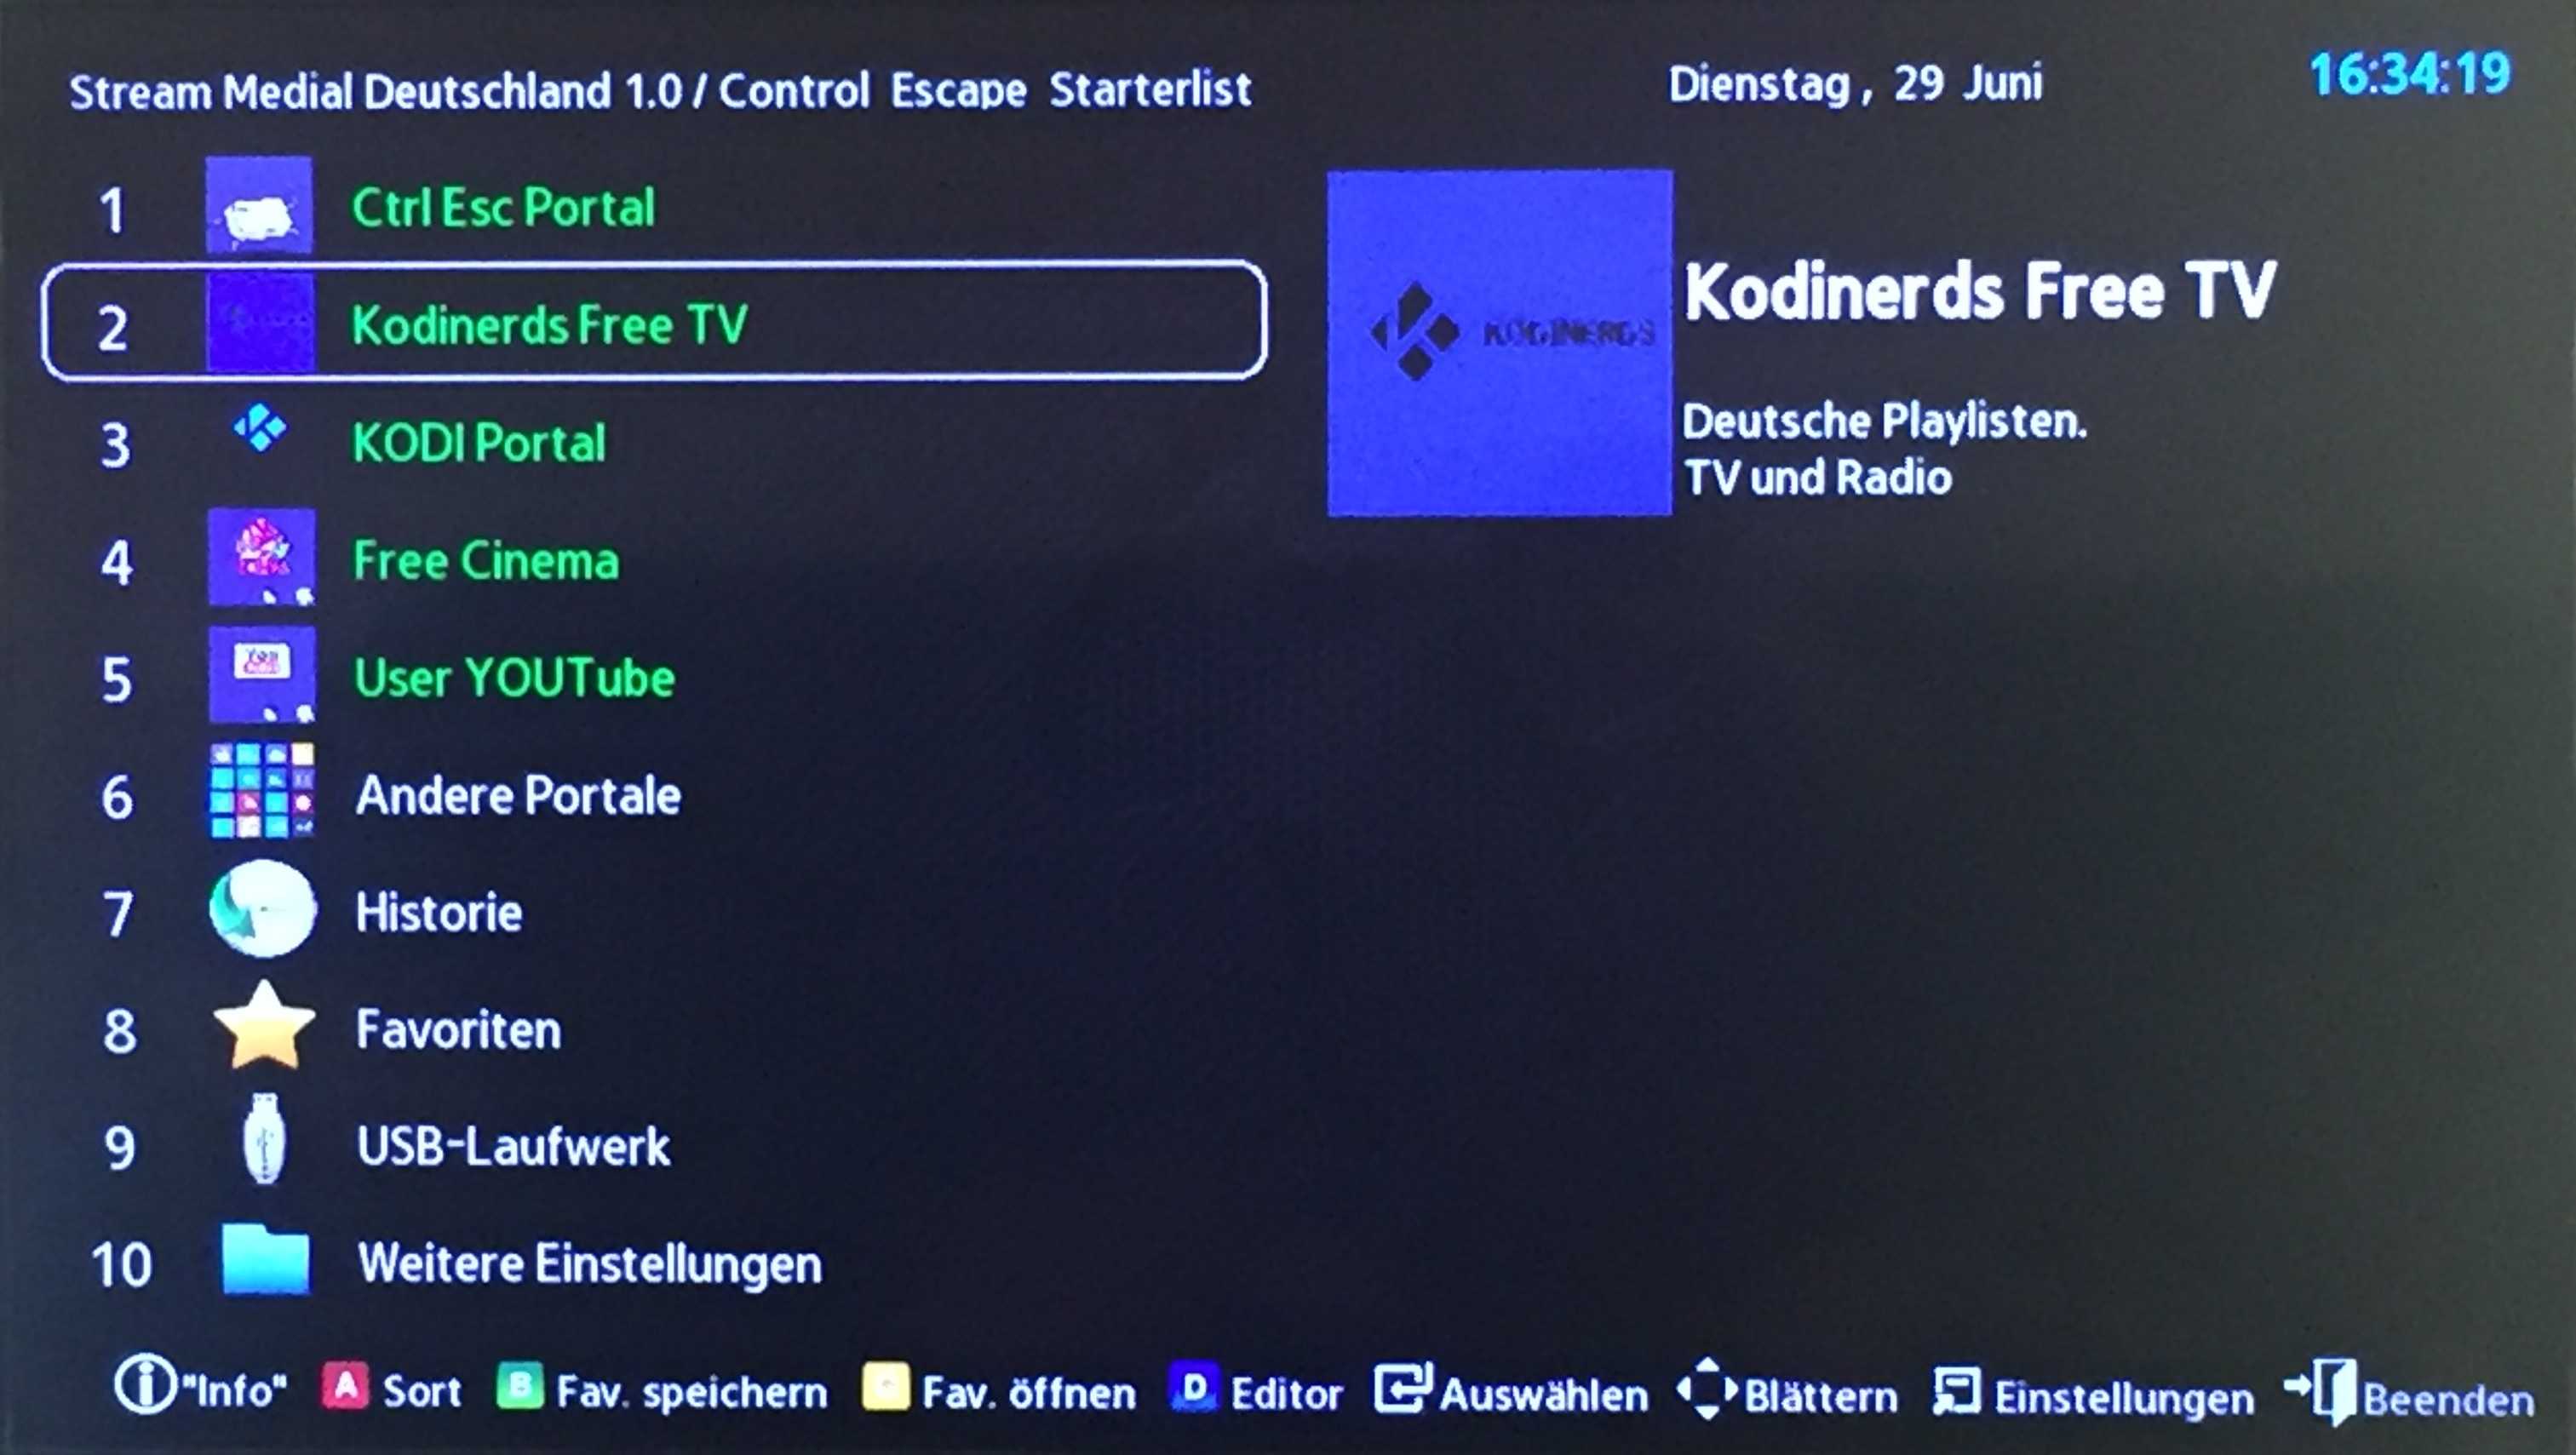 Stream Medial Deutschland 1.0 / Control Escape Starterlist
Dienstag, 29 Juni
16:34:19
1 Ctrl Esc Portal
2 Kodinerds Free TV
3 KODI Portal
4 Free Cinema
5 User YOUTube
6 Andere Portale
7 Historie
8 Favoriten
9 USB-Laufwerk
10 Weitere Einstellungen
KODINERDS
Kodinerds Free TV
Deutsche Playlisten.
TV und Radio
"Info" A Sort B Fav. speichern Fav. öffnen D Editor Auswählen Blättern Einstellungen Beenden